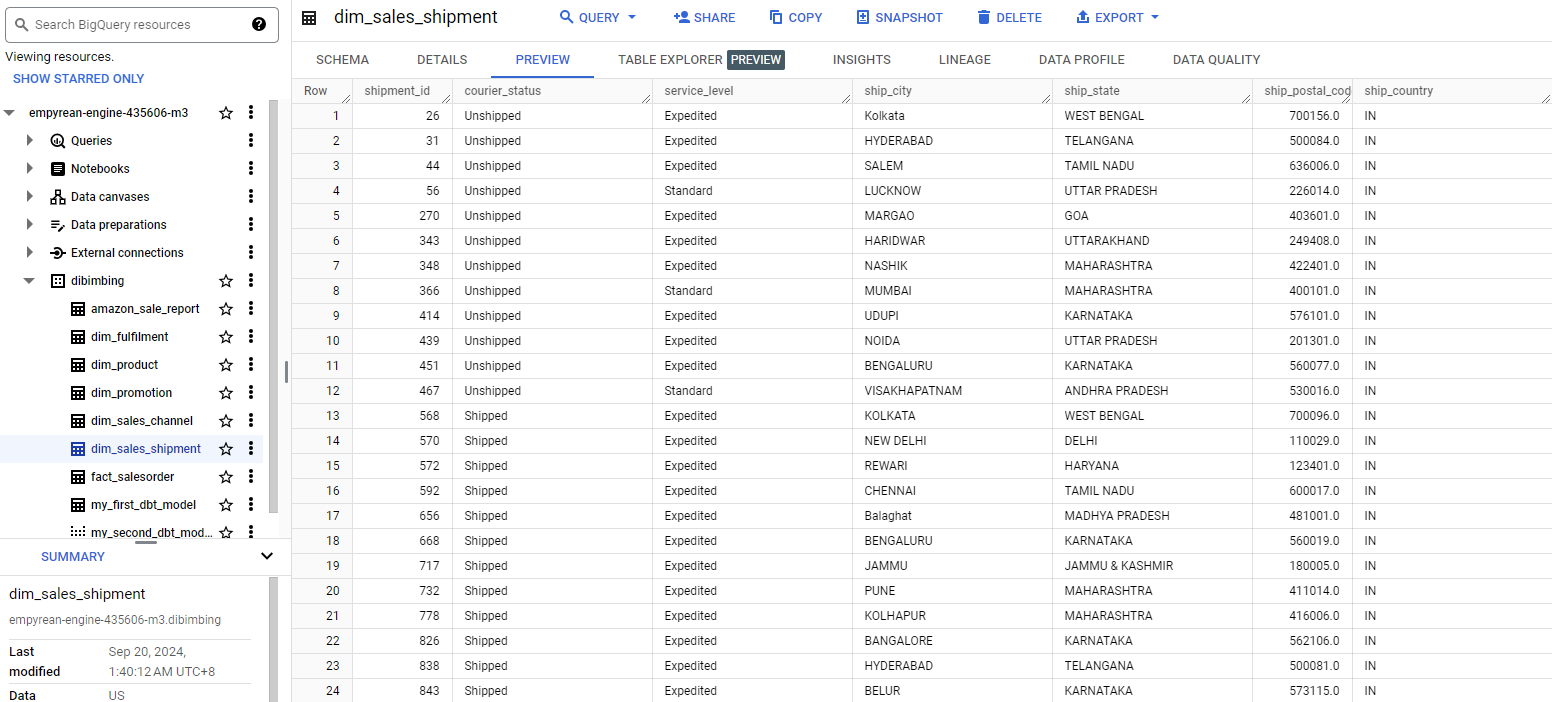 Search BigQuery resources
Viewing resources.
SHOW STARRED ONLY
empyrean-engine-435606-m3
Queries
Notebooks
Data canvases
Data preparations
External connections
dibimbing
amazon_sale_report
dim_fulfilment
dim_product
dim_promotion
dim_sales_channel
dim_sales_shipment
fact_salesorder
my_first_dbt_model
my_second_dbt_mod...
SUMMARY
dim_sales_shipment
empyrean-engine-435606-m3.dibimbing
Last modified Sep 20, 2024, 1:40:12 AM UTC+8
Data US
dim_sales_shipment QUERY SHARE COPY SNAPSHOT DELETE EXPORT
SCHEMA DETAILS PREVIEW TABLE EXPLORER PREVIEW INSIGHTS LINEAGE DATA PROFILE DATA QUALITY
Row shipment_id courier_status service_level ship_city ship_state ship_postal_cod ship_country
1 26 Unshipped Expedited Kolkata WEST BENGAL 700156.0 IN
2 31 Unshipped Expedited HYDERABAD TELANGANA 500084.0 IN
3 44 Unshipped Expedited SALEM TAMIL NADU 636006.0 IN
4 56 Unshipped Standard LUCKNOW UTTAR PRADESH 226014.0 IN
5 270 Unshipped Expedited MARGAO GOA 403601.0 IN
6 343 Unshipped Expedited HARIDWAR UTTARAKHAND 249408.0 IN
7 348 Unshipped Expedited NASHIK MAHARASHTRA 422401.0 IN
8 366 Unshipped Standard MUMBAI MAHARASHTRA 400101.0 IN
9 414 Unshipped Expedited UDUPI KARNATAKA 576101.0 IN
10 439 Unshipped Expedited NOIDA UTTAR PRADESH 201301.0 IN
11 451 Unshipped Expedited BENGALURU KARNATAKA 560077.0 IN
12 467 Unshipped Standard VISAKHAPATNAM ANDHRA PRADESH 530016.0 IN
13 568 Shipped Expedited KOLKATA WEST BENGAL 700096.0 IN
14 570 Shipped Expedited NEW DELHI DELHI 110029.0 IN
15 572 Shipped Expedited REWARI HARYANA 123401.0 IN
16 592 Shipped Expedited CHENNAI TAMIL NADU 600017.0 IN
17 656 Shipped Expedited Balaghat MADHYA PRADESH 481001.0 IN
18 668 Shipped Expedited BENGALURU KARNATAKA 560019.0 IN
19 717 Shipped Expedited JAMMU JAMMU & KASHMIR 180005.0 IN
20 732 Shipped Expedited PUNE MAHARASHTRA 411014.0 IN
21 778 Shipped Expedited KOLHAPUR MAHARASHTRA 416006.0 IN
22 826 Shipped Expedited BANGALORE KARNATAKA 562106.0 IN
23 838 Shipped Expedited HYDERABAD TELANGANA 500081.0 IN
24 843 Shipped Expedited BELUR KARNATAKA 573115.0 IN